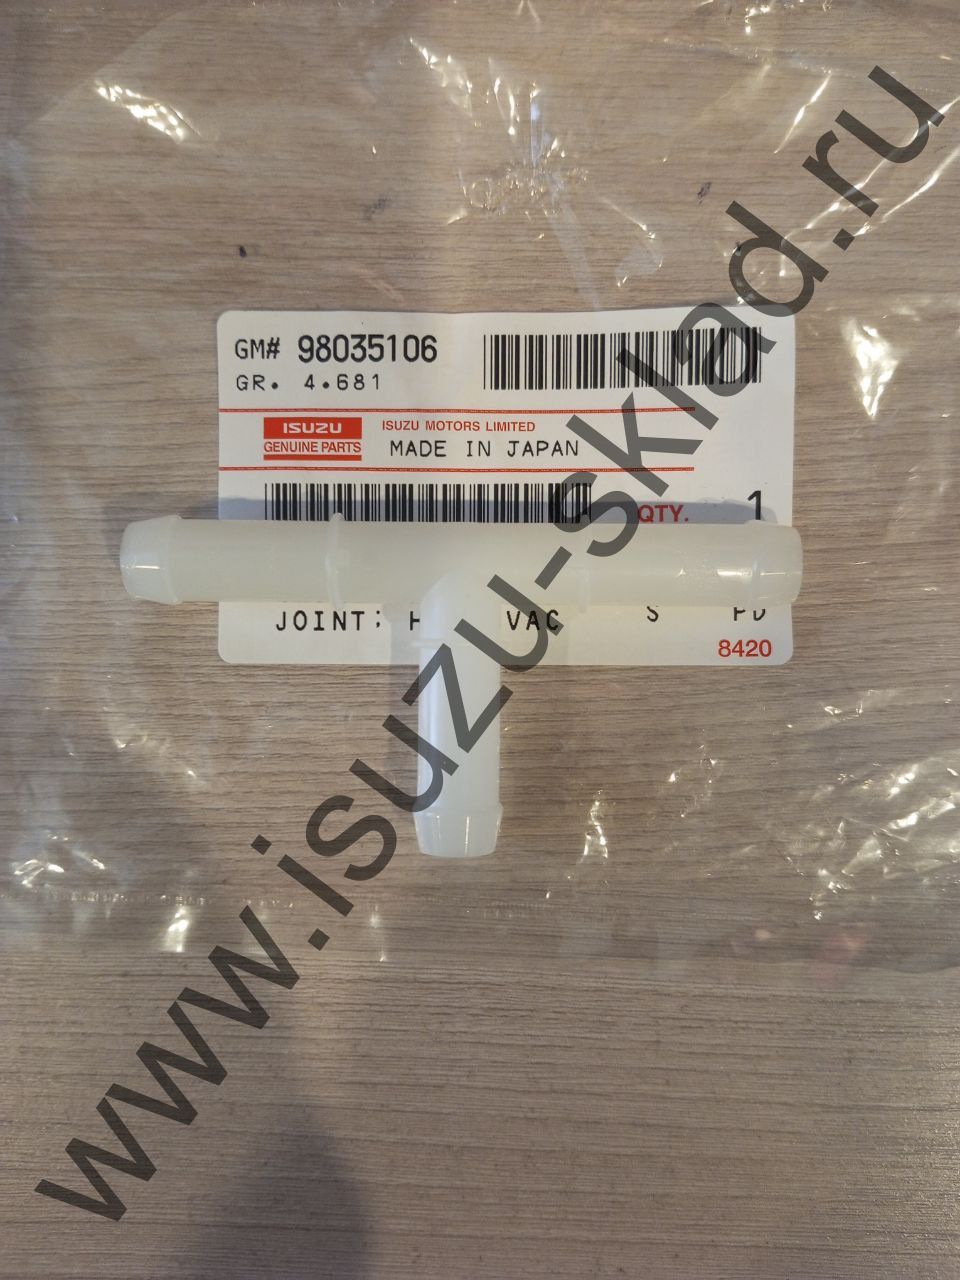 GM# 98035106
GR. 4.681
ISUZU
GENUINE PARTS
ISUZU MOTORS LIMITED
MADE IN JAPAN
QTY. 1
JOINT; VAC S
8420
www.isuzu-sklad.ru